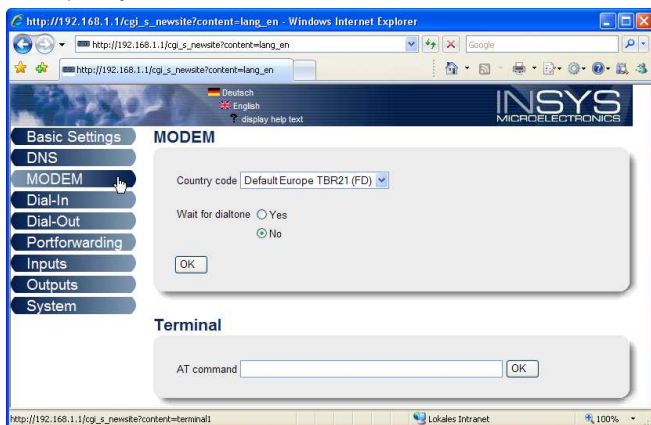 http://192.168.1.1/cgi_s_newsite?content=lang_en - Windows Internet Explorer
http://192.168.1.1/cgi_s_newsite?content=lang_en
Google
http://192.168.1.1/cgi_s_newsite?content=lang_en
Deutsch
English
? display help text
INSYS
MICROELECTRONICS
Basic Settings
DNS
MODEM
Dial-In
Dial-Out
Portforwarding
Inputs
Outputs
System
MODEM
Country code Default Europe TBR21 (FD)
Wait for dialtone Yes
No
OK
Terminal
AT command OK
http://192.168.1.1/cgi_s_newsite?content=terminal1
Lokales Intranet
100%